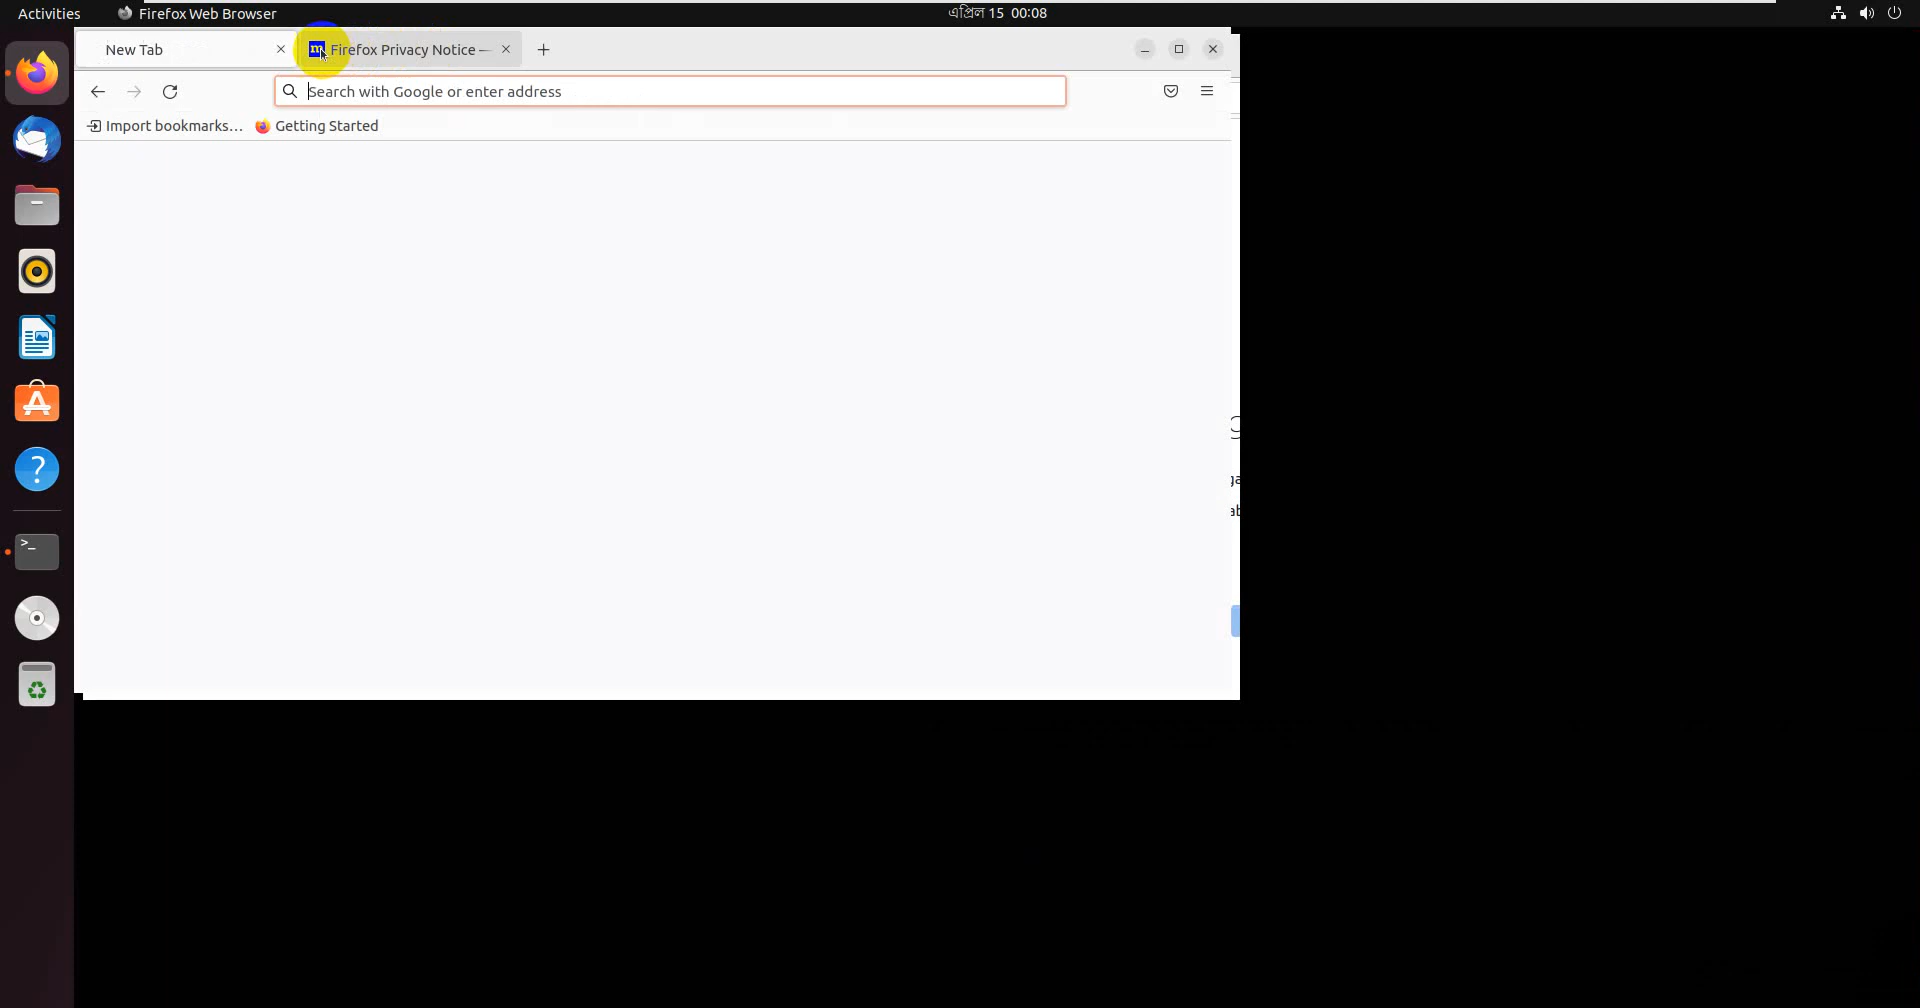 Activities Firefox Web Browser এপ্রিল 15 00:08
New Tab Firefox Privacy Notice —
Search with Google or enter address
Import bookmarks... Getting Started